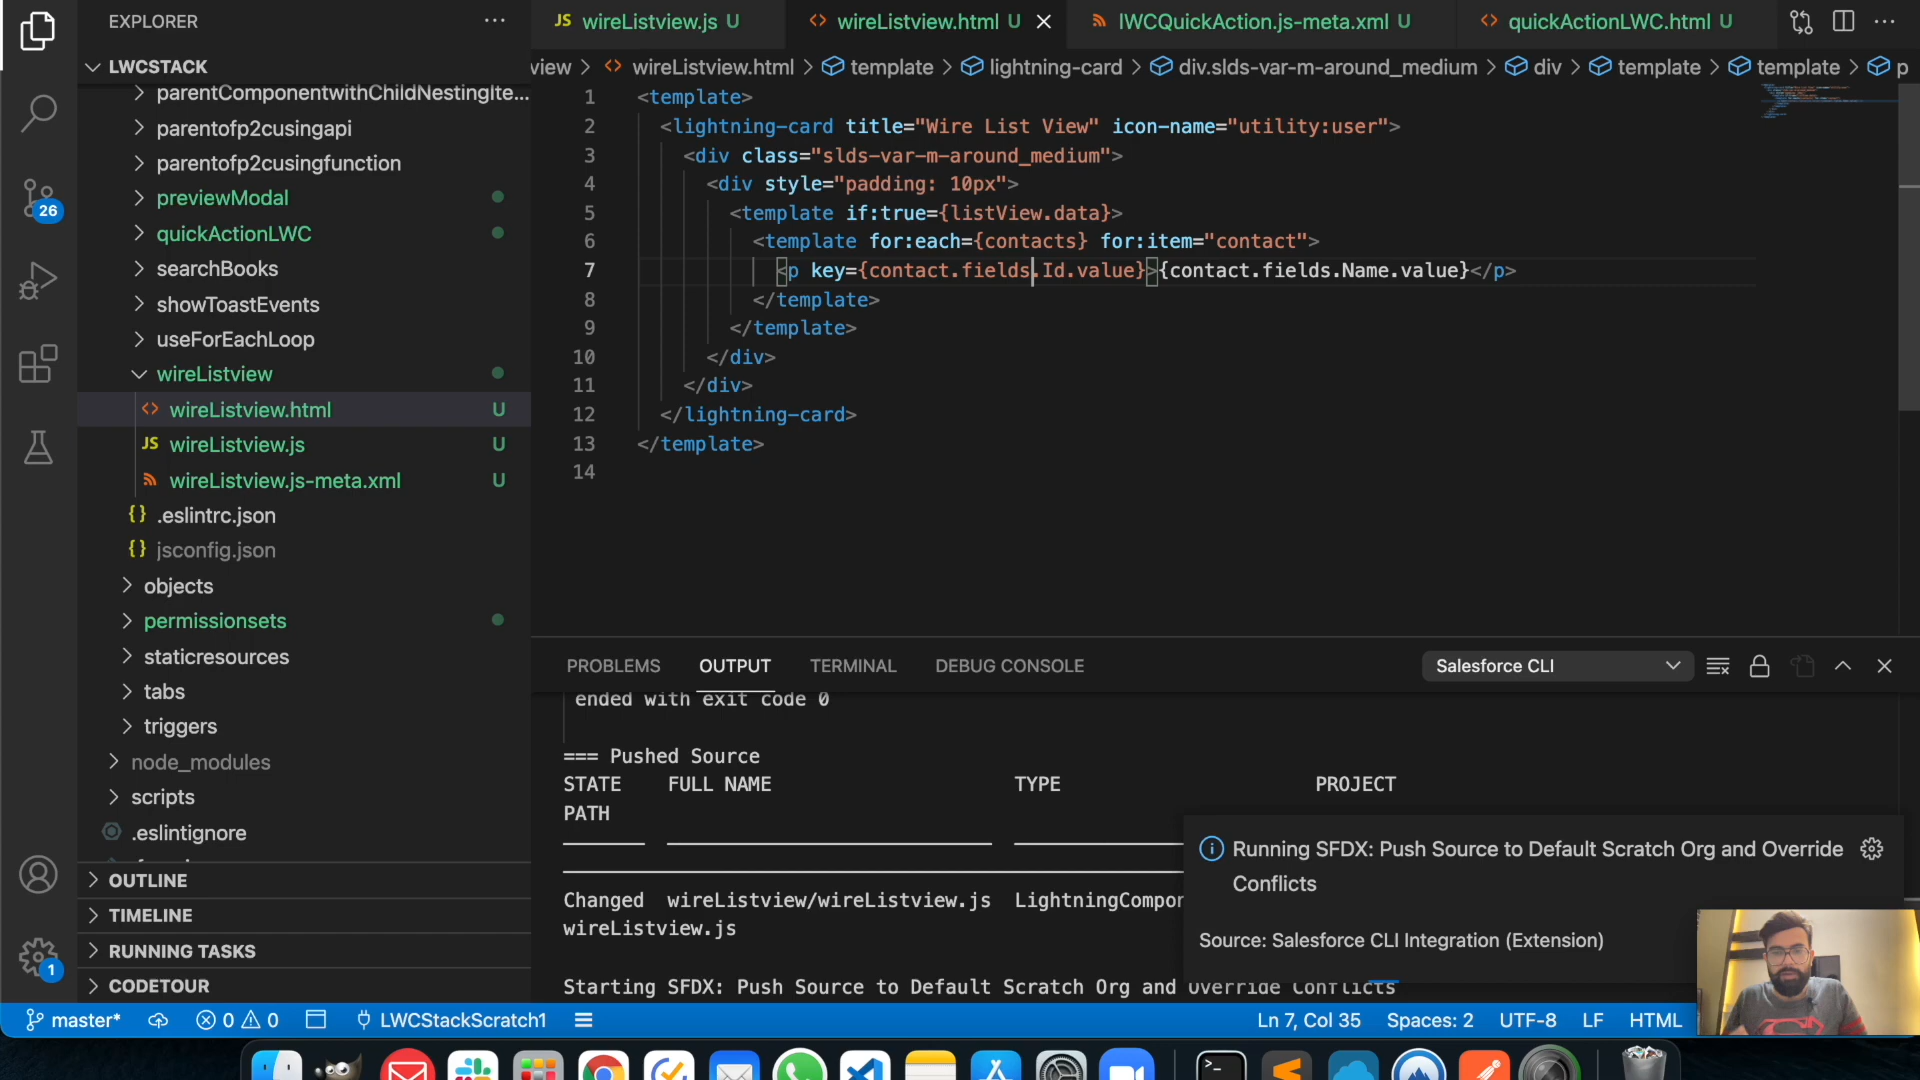 EXPLORER
LWCSTACK
parentComponentwithChildNestingIte...
parentofp2cusingapi
parentofp2cusingfunction
previewModal
quickActionLWC
searchBooks
showToastEvents
useForEachLoop
wireListview
wireListview.html U
JS wireListview.js U
wireListview.js-meta.xml U
{} .eslintrc.json
{} jsconfig.json
objects
permissionsets
staticresources
tabs
triggers
node_modules
scripts
.eslintignore
OUTLINE
TIMELINE
RUNNING TASKS
CODETOUR
26
1
JS wireListview.js U
wireListview.html U
lWCQuickAction.js-meta.xml U
quickActionLWC.html U
view > wireListview.html > template > lightning-card > div.slds-var-m-around_medium > div > template > template > p
1 <template>
2 <lightning-card title="Wire List View" icon-name="utility:user">
3 <div class="slds-var-m-around_medium">
4 <div style="padding: 10px">
5 <template if:true={listView.data}>
6 <template for:each={contacts} for:item="contact">
7 <p key={contact.fields.Id.value}>{contact.fields.Name.value}</p>
8 </template>
9 </template>
10 </div>
11 </div>
12 </lightning-card>
13 </template>
14
PROBLEMS OUTPUT TERMINAL DEBUG CONSOLE
Salesforce CLI
ended with exit code 0
=== Pushed Source
STATE FULL NAME TYPE PROJECT
PATH
Changed wireListview/wireListview.js LightningCompon
wireListview.js
Starting SFDX: Push Source to Default Scratch Org and Override Conflicts
Running SFDX: Push Source to Default Scratch Org and Override
Conflicts
Source: Salesforce CLI Integration (Extension)
master* 0 0 LWCStackScratch1
Ln 7, Col 35 Spaces: 2 UTF-8 LF HTML